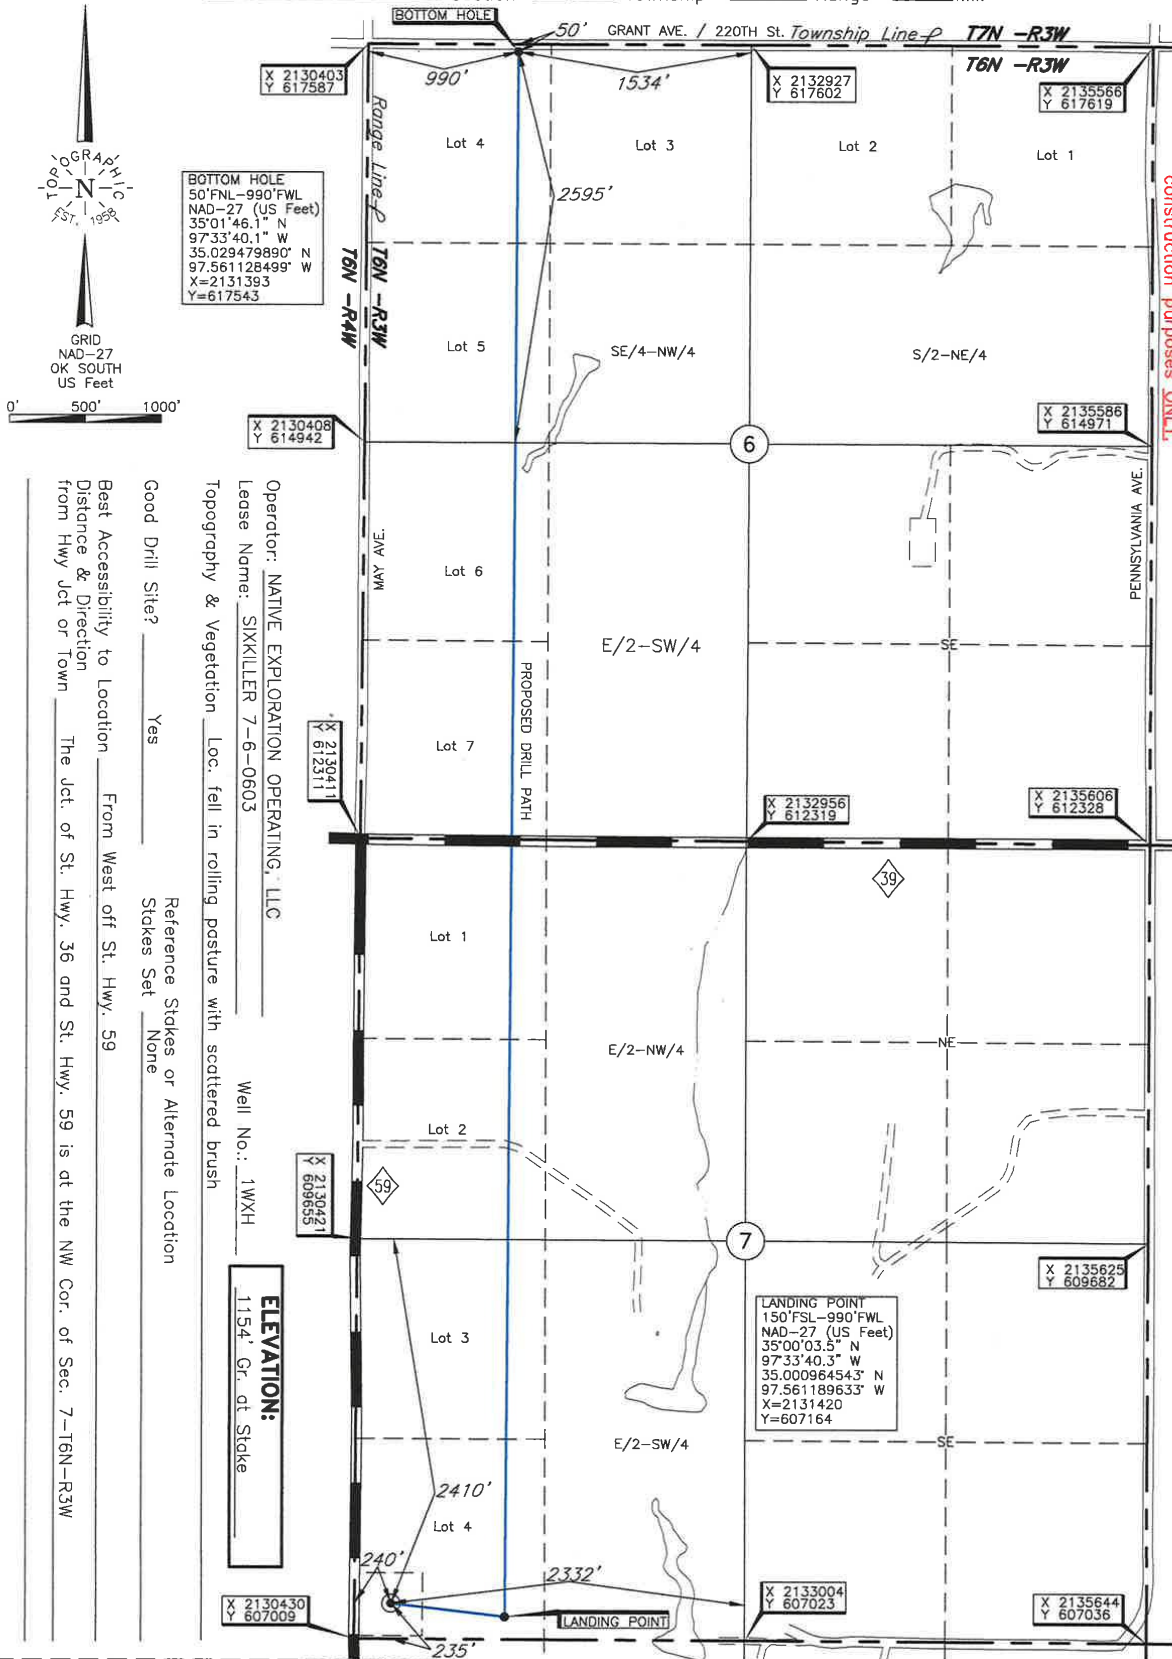 BOTTOM HOLE
50'
GRANT AVE. / 220TH St. Township Line
T7N -R3W
T6N -R3W
X 2130403
Y 617587
990'
1534'
X 2132927
Y 617602
X 2135566
Y 617619
TOPOGRAPHIC
N
EST. 1958
GRID
NAD-27
OK SOUTH
US Feet
0' 500' 1000'
BOTTOM HOLE
50'FNL-990'FWL
NAD-27 (US Feet)
35°01'46.1" N
97°33'40.1" W
35.029479890° N
97.561128499° W
X=2131393
Y=617543
Range Line
T6N -R4W
T6N -R3W
Lot 4
Lot 3
Lot 2
Lot 1
2595'
construction purposes ONLY.
Lot 5
SE/4-NW/4
S/2-NE/4
X 2130408
Y 614942
6
X 2135586
Y 614971
MAY AVE.
PENNSYLVANIA AVE.
Lot 6
E/2-SW/4
SE
Lot 7
PROPOSED DRILL PATH
X 2130411
Y 612311
X 2132956
Y 612319
X 2135606
Y 612328
39
Lot 1
E/2-NW/4
NE
Lot 2
59
X 2130421
Y 609655
7
X 2135625
Y 609682
LANDING POINT
150'FSL-990'FWL
NAD-27 (US Feet)
35°00'03.5" N
97°33'40.3" W
35.000964543° N
97.561189633° W
X=2131420
Y=607164
Lot 3
E/2-SW/4
SE
2410'
Lot 4
240'
2332'
LANDING POINT
235'
X 2130430
Y 607009
X 2133004
Y 607023
X 2135644
Y 607036
Operator: NATIVE EXPLORATION OPERATING, LLC
Lease Name: SIXKILLER 7-6-0603 Well No.: 1WXH
ELEVATION:
1154' Gr. at Stake
Topography & Vegetation Loc. fell in rolling pasture with scattered brush
Good Drill Site? Yes
Reference Stakes or Alternate Location
Stakes Set None
Best Accessibility to Location From West off St. Hwy. 59
Distance & Direction
from Hwy Jct or Town The Jct. of St. Hwy. 36 and St. Hwy. 59 is at the NW Cor. of Sec. 7-T6N-R3W